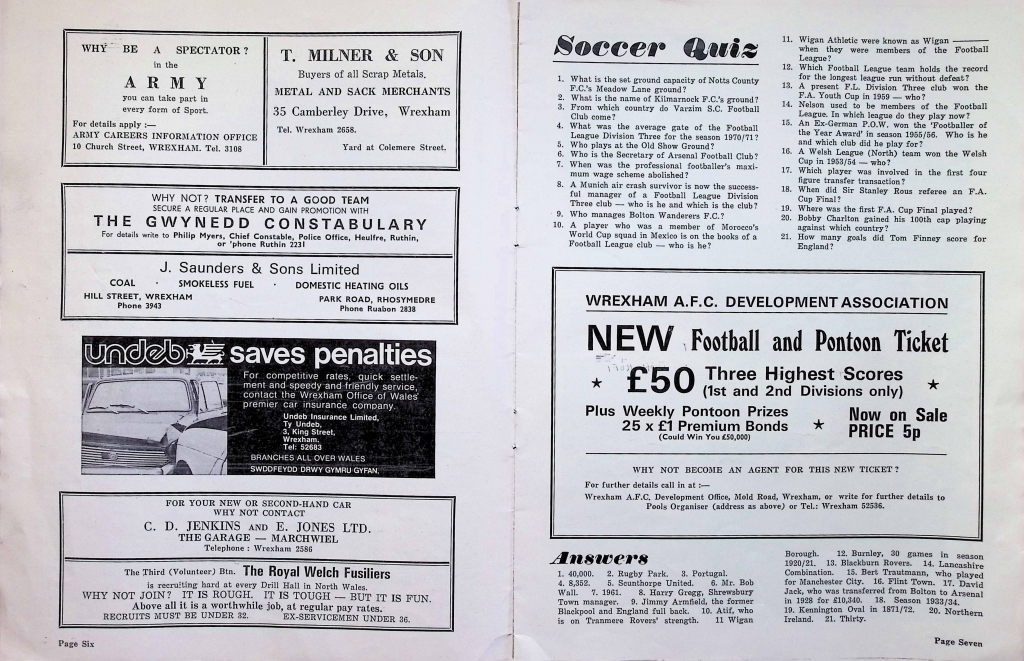 WHY BE A SPECTATOR?
in the
ARMY
you can take part in
every form of Sport.
For details apply :—
ARMY CAREERS INFORMATION OFFICE
10 Church Street, WREXHAM. Tel. 3108
T. MILNER & SON
Buyers of all Scrap Metals.
METAL AND SACK MERCHANTS
35 Camberley Drive, Wrexham
Tel. Wrexham 2658.
Yard at Colemere Street.
WHY NOT? TRANSFER TO A GOOD TEAM
SECURE A REGULAR PLACE AND GAIN PROMOTION WITH
THE GWYNEDD CONSTABULARY
For details write to Philip Myers, Chief Constable, Police Office, Heulfre, Ruthin,
or 'phone Ruthin 2231
J. Saunders & Sons Limited
COAL · SMOKELESS FUEL · DOMESTIC HEATING OILS
HILL STREET, WREXHAM
Phone 3943
PARK ROAD, RHOSYMEDRE
Phone Ruabon 2838
undeb saves penalties
For competitive rates, quick settle-
ment and speedy and friendly service,
contact the Wrexham Office of Wales'
premier car insurance company.
Undeb Insurance Limited,
Ty Undeb,
3, King Street,
Wrexham.
Tel: 52683
BRANCHES ALL OVER WALES
SWDDFEYDD DRWY GYMRU GYFAN.
FOR YOUR NEW OR SECOND-HAND CAR
WHY NOT CONTACT
C. D. JENKINS AND E. JONES LTD.
THE GARAGE — MARCHWIEL
Telephone : Wrexham 2586
The Third (Volunteer) Btn. The Royal Welch Fusiliers
is recruiting hard at every Drill Hall in North Wales.
WHY NOT JOIN? IT IS ROUGH. IT IS TOUGH — BUT IT IS FUN.
Above all it is a worthwhile job, at regular pay rates.
RECRUITS MUST BE UNDER 32. EX-SERVICEMEN UNDER 36.
Page Six
Soccer Quiz
1. What is the set ground capacity of Notts County
F.C.'s Meadow Lane ground?
2. What is the name of Kilmarnock F.C.'s ground?
3. From which country do Varzim S.C. Football
Club come?
4. What was the average gate of the Football
League Division Three for the season 1970/71?
5. Who plays at the Old Show Ground?
6. Who is the Secretary of Arsenal Football Club?
7. When was the professional footballer's maxi-
mum wage scheme abolished?
8. A Munich air crash survivor is now the success-
ful manager of a Football League Division
Three club — who is he and which is the club?
9. Who manages Bolton Wanderers F.C.?
10. A player who was a member of Morocco's
World Cup squad in Mexico is on the books of a
Football League club — who is he?
11. Wigan Athletic were known as Wigan ———
when they were members of the Football
League?
12. Which Football League team holds the record
for the longest league run without defeat?
13. A present F.L. Division Three club won the
F.A. Youth Cup in 1959 — who?
14. Nelson used to be members of the Football
League. In which league do they play now?
15. An Ex-German P.O.W. won the 'Footballer of
the Year Award' in season 1955/56. Who is he
and which club did he play for?
16. A Welsh League (North) team won the Welsh
Cup in 1953/54 — who?
17. Which player was involved in the first four
figure transfer transaction?
18. When did Sir Stanley Rous referee an F.A.
Cup Final?
19. Where was the first F.A. Cup Final played?
20. Bobby Charlton gained his 100th cap playing
against which country?
21. How many goals did Tom Finney score for
England?
WREXHAM A.F.C. DEVELOPMENT ASSOCIATION
NEW Football and Pontoon Ticket
★ £50 Three Highest Scores ★
(1st and 2nd Divisions only)
Plus Weekly Pontoon Prizes
25 x £1 Premium Bonds ★
(Could Win You £50,000)
Now on Sale
PRICE 5p
WHY NOT BECOME AN AGENT FOR THIS NEW TICKET ?
For further details call in at :—
Wrexham A.F.C. Development Office, Mold Road, Wrexham, or write for further details to
Pools Organiser (address as above) or Tel.: Wrexham 52536.
Answers
1. 40,000. 2. Rugby Park. 3. Portugal.
4. 8,352. 5. Scunthorpe United. 6. Mr. Bob
Wall. 7. 1961. 8. Harry Gregg, Shrewsbury
Town manager. 9. Jimmy Armfield, the former
Blackpool and England full back. 10. Atif, who
is on Tranmere Rovers' strength. 11 Wigan
Borough. 12. Burnley, 30 games in season
1920/21. 13. Blackburn Rovers. 14. Lancashire
Combination. 15. Bert Trautmann, who played
for Manchester City. 16. Flint Town. 17. David
Jack, who was transferred from Bolton to Arsenal
in 1928 for £10,340. 18. Season 1933/34.
19. Kennington Oval in 1871/72. 20. Northern
Ireland. 21. Thirty.
Page Seven